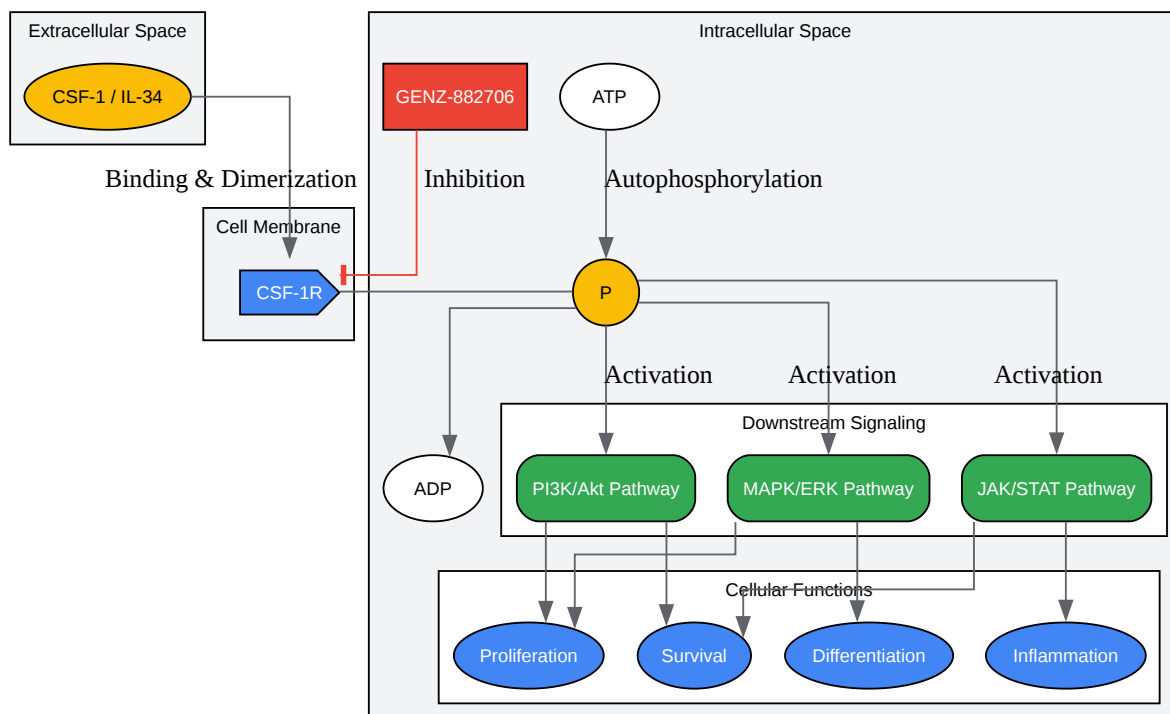 Extracellular Space
Intracellular Space
CSF-1 / IL-34
GENZ-882706
ATP
Binding & Dimerization
Inhibition
Autophosphorylation
Cell Membrane
CSF-1R
P
Activation
Activation
Activation
Downstream Signaling
ADP
PI3K/Akt Pathway
MAPK/ERK Pathway
JAK/STAT Pathway
Cellular Functions
Proliferation
Survival
Differentiation
Inflammation